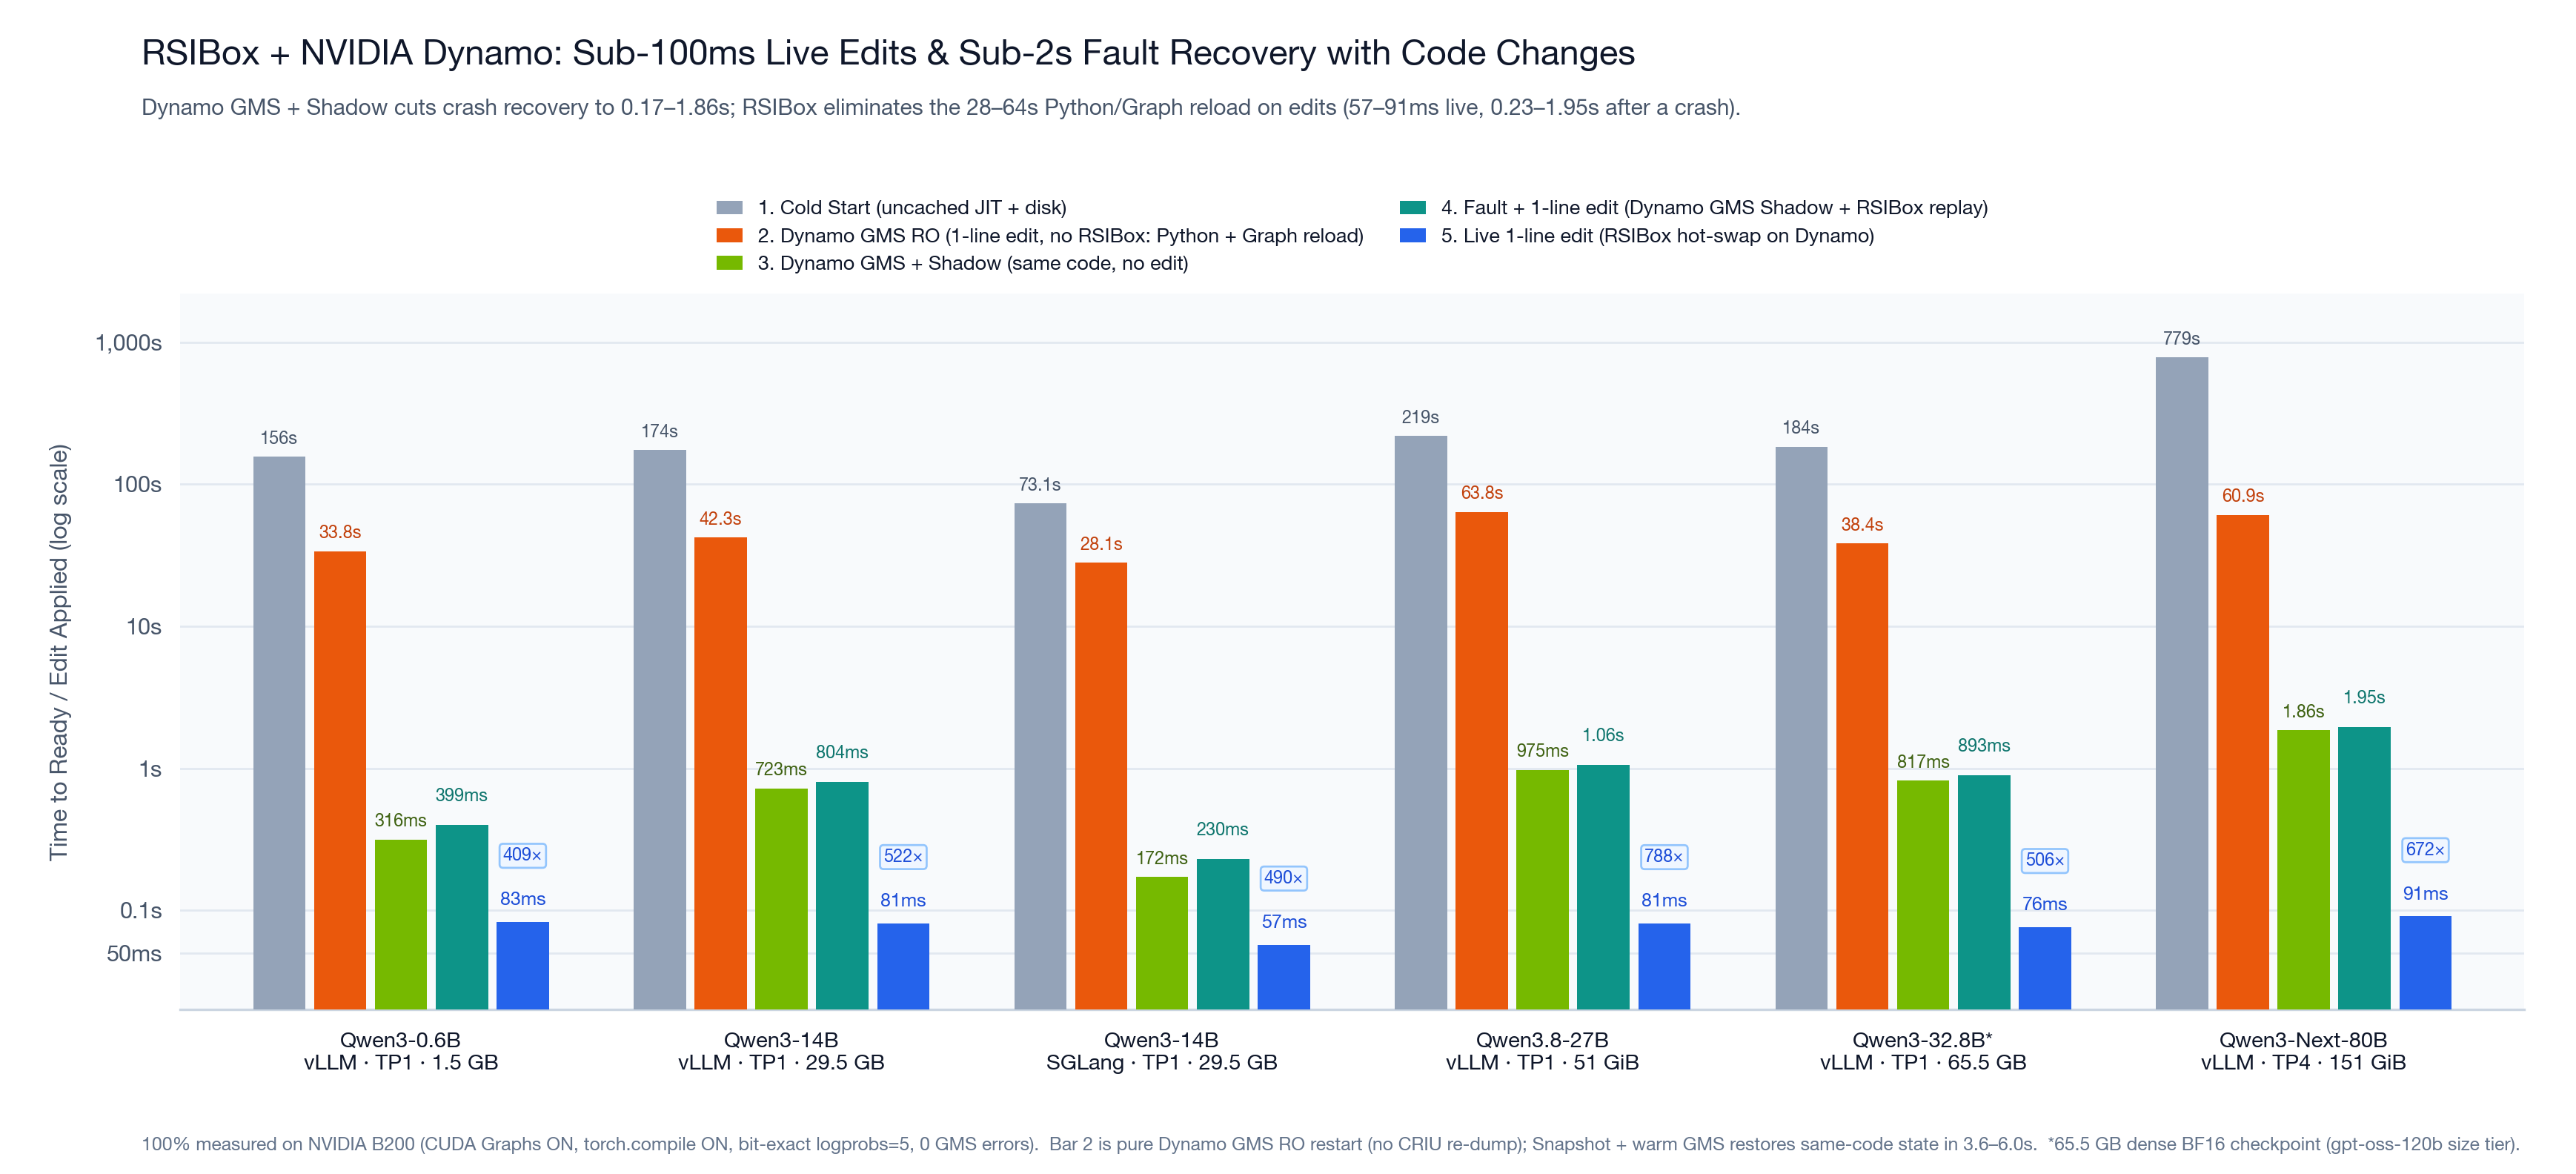 RSIBox + NVIDIA Dynamo: Sub-100ms Live Edits & Sub-2s Fault Recovery with Code Changes
Dynamo GMS + Shadow cuts crash recovery to 0.17–1.86s; RSIBox eliminates the 28–64s Python/Graph reload on edits (57–91ms live, 0.23–1.95s after a crash).
1. Cold Start (uncached JIT + disk)
2. Dynamo GMS RO (1-line edit, no RSIBox: Python + Graph reload)
3. Dynamo GMS + Shadow (same code, no edit)
4. Fault + 1-line edit (Dynamo GMS Shadow + RSIBox replay)
5. Live 1-line edit (RSIBox hot-swap on Dynamo)
Time to Ready / Edit Applied (log scale)
1,000s
100s
10s
1s
0.1s
50ms
156s
33.8s
316ms
399ms
409×
83ms
174s
42.3s
723ms
804ms
522×
81ms
73.1s
28.1s
172ms
230ms
490×
57ms
219s
63.8s
975ms
1.06s
788×
81ms
184s
38.4s
817ms
893ms
506×
76ms
779s
60.9s
1.86s
1.95s
672×
91ms
Qwen3-0.6B
vLLM · TP1 · 1.5 GB
Qwen3-14B
vLLM · TP1 · 29.5 GB
Qwen3-14B
SGLang · TP1 · 29.5 GB
Qwen3.8-27B
vLLM · TP1 · 51 GiB
Qwen3-32.8B*
vLLM · TP1 · 65.5 GB
Qwen3-Next-80B
vLLM · TP4 · 151 GiB
100% measured on NVIDIA B200 (CUDA Graphs ON, torch.compile ON, bit-exact logprobs=5, 0 GMS errors).  Bar 2 is pure Dynamo GMS RO restart (no CRIU re-dump); Snapshot + warm GMS restores same-code state in 3.6–6.0s.  *65.5 GB dense BF16 checkpoint (gpt-oss-120b size tier).